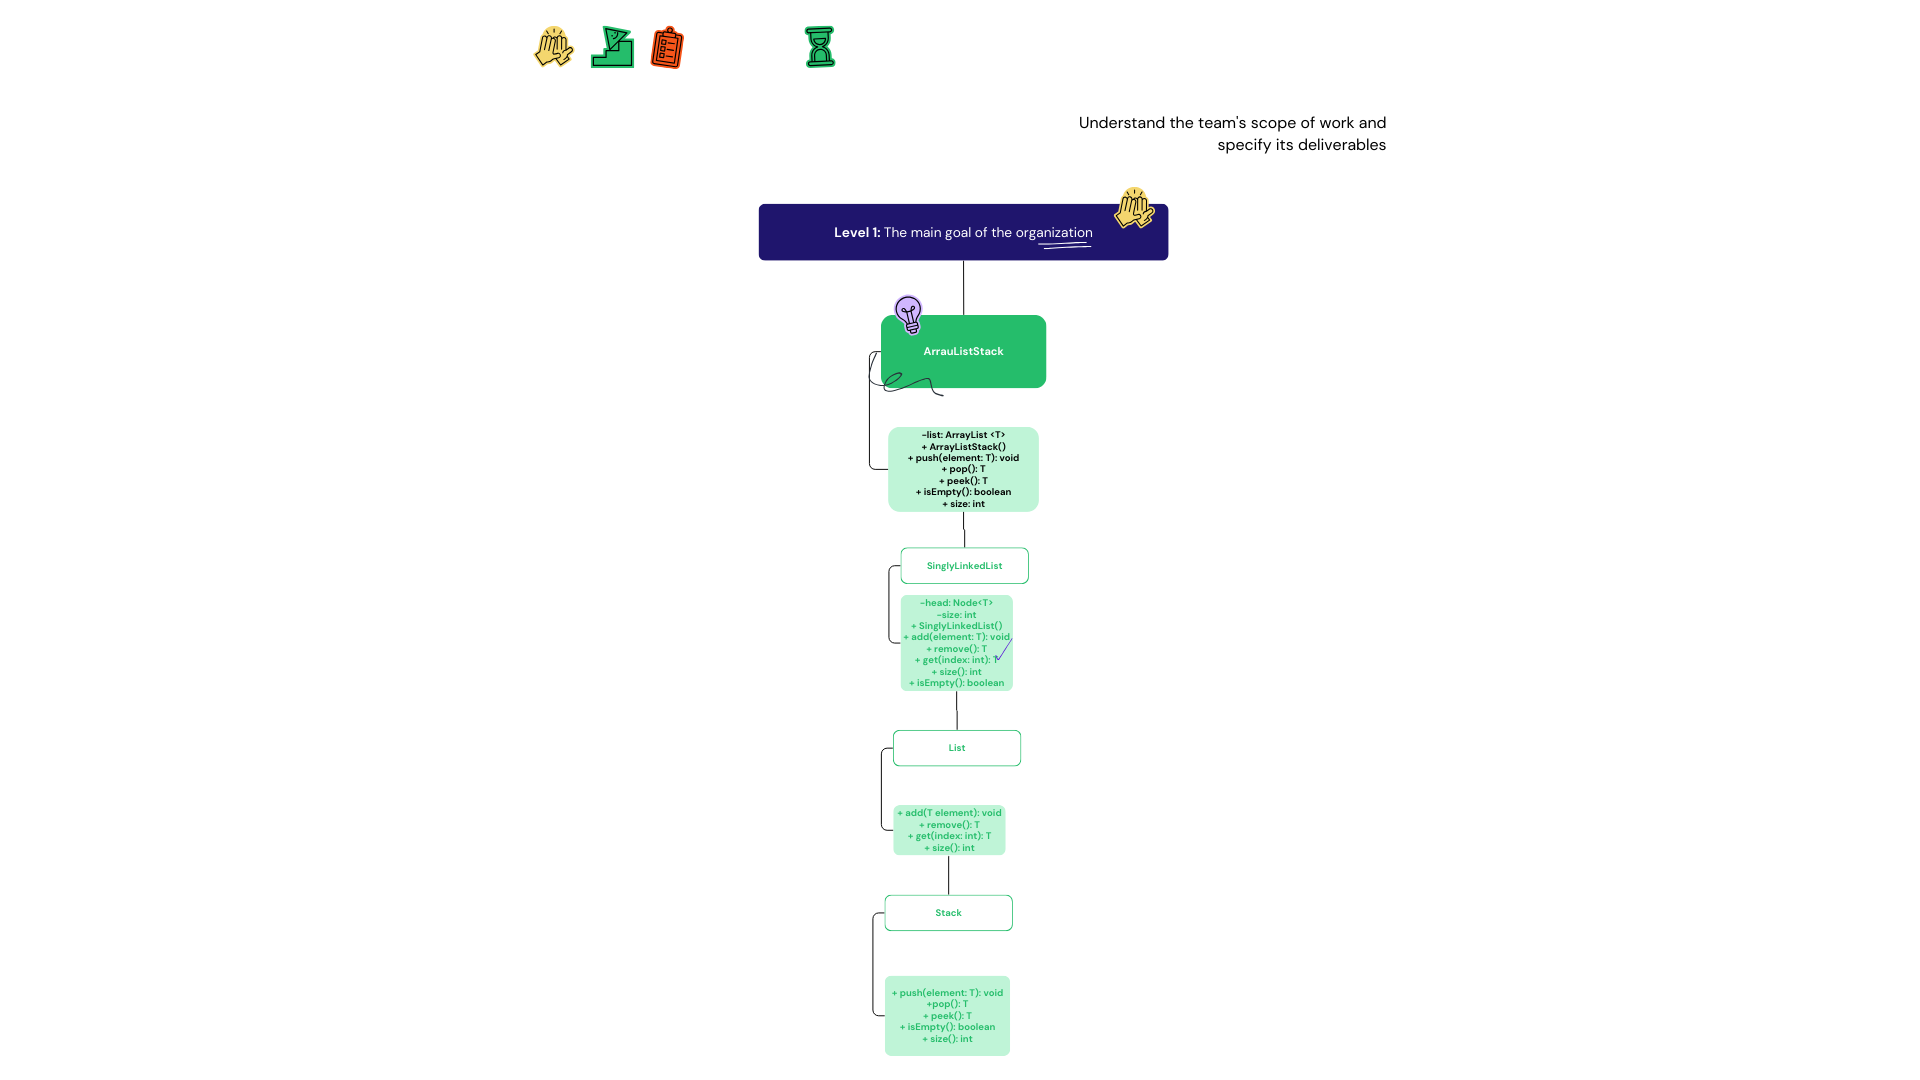 Understand the team's scope of work and
specify its deliverables
Level 1: The main goal of the organization
ArrauListStack
-list: ArrayList <T>
+ ArrayListStack()
+ push(element: T): void
+ pop(): T
+ peek(): T
+ isEmpty(): boolean
+ size: int
SinglyLinkedList
-head: Node<T>
-size: int
+ SinglyLinkedList()
+ add(element: T): void
+ remove(): T
+ get(index: int): T
+ size(): int
+ isEmpty(): boolean
List
+ add(T element): void
+ remove(): T
+ get(index: int): T
+ size(): int
Stack
+ push(element: T): void
+pop(): T
+ peek(): T
+ isEmpty(): boolean
+ size(): int